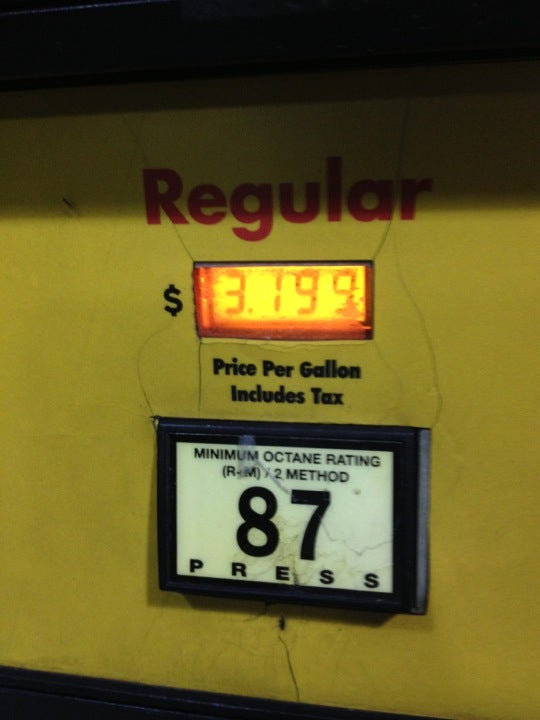 Regular
$ 3.199
Price Per Gallon
Includes Tax
MINIMUM OCTANE RATING
(R+M) / 2 METHOD
87
PRESS